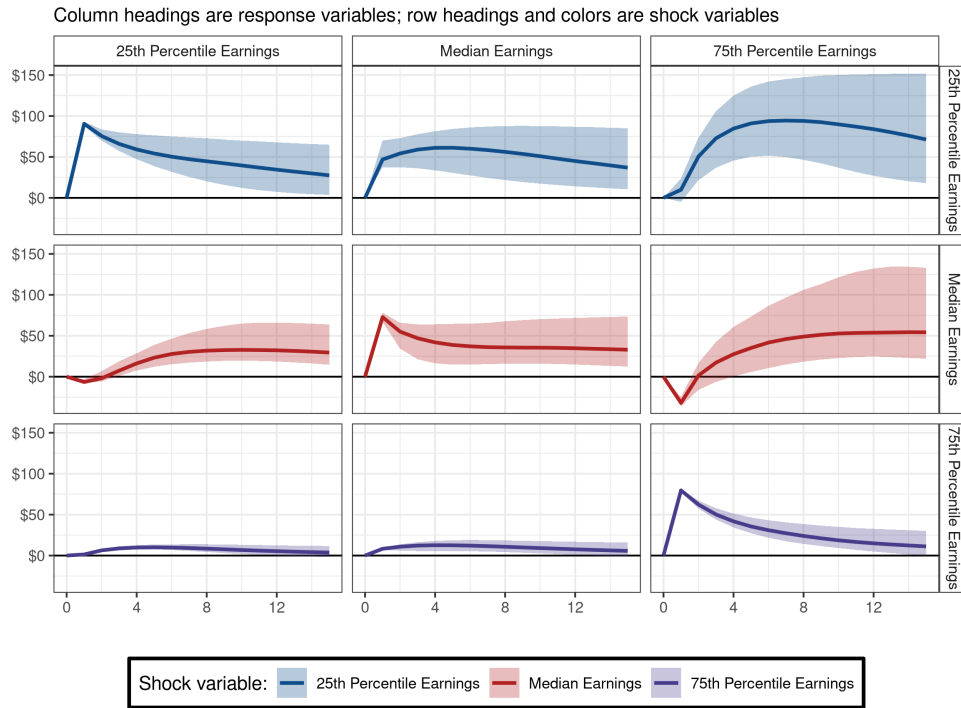 Column headings are response variables; row headings and colors are shock variables
25th Percentile Earnings
Median Earnings
75th Percentile Earnings
$150
$100
$50
$0
25th Percentile Earnings
$150
$100
$50
$0
Median Earnings
$150
$100
$50
$0
75th Percentile Earnings
0 4 8 12
0 4 8 12
0 4 8 12
Shock variable: 25th Percentile Earnings Median Earnings 75th Percentile Earnings